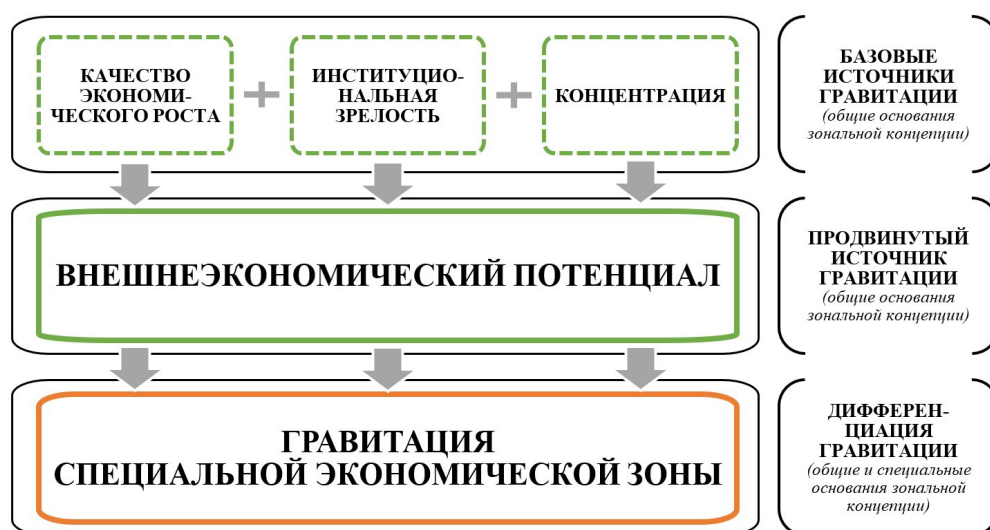 КАЧЕСТВО
ЭКОНОМИ-
ЧЕСКОГО РОСТА
+
ИНСТИТУЦИО-
НАЛЬНАЯ
ЗРЕЛОСТЬ
+
КОНЦЕНТРАЦИЯ
БАЗОВЫЕ
ИСТОЧНИКИ
ГРАВИТАЦИИ
(общие основания
зональной концепции)
ВНЕШНЕЭКОНОМИЧЕСКИЙ ПОТЕНЦИАЛ
ПРОДВИНУТЫЙ
ИСТОЧНИК
ГРАВИТАЦИИ
(общие основания
зональной концепции)
ГРАВИТАЦИЯ
СПЕЦИАЛЬНОЙ ЭКОНОМИЧЕСКОЙ ЗОНЫ
ДИФФЕРЕН-
ЦИАЦИЯ
ГРАВИТАЦИИ
(общие и специальные
основания зональной
концепции)